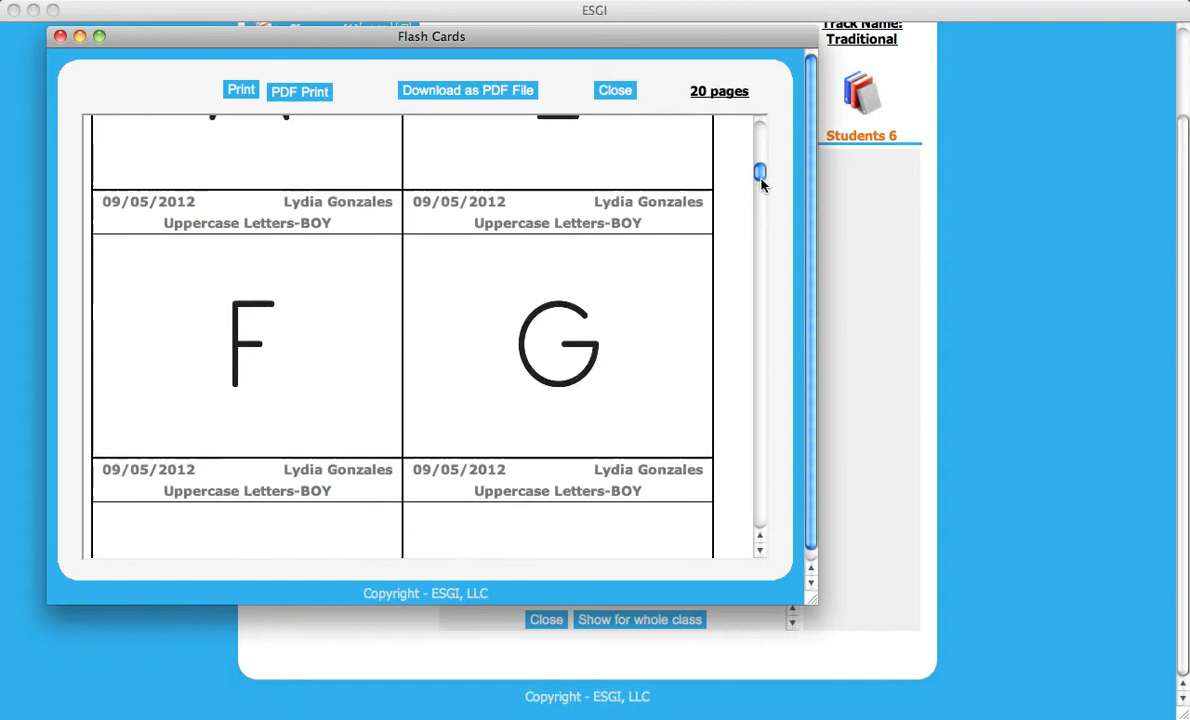 ESGI
Track Name:
Traditional
Flash Cards
Print
PDF Print
Download as PDF File
Close
20 pages
Students 6
09/05/2012 Lydia Gonzales
Uppercase Letters-BOY
09/05/2012 Lydia Gonzales
Uppercase Letters-BOY
F
G
09/05/2012 Lydia Gonzales
Uppercase Letters-BOY
09/05/2012 Lydia Gonzales
Uppercase Letters-BOY
Copyright - ESGI, LLC
Close
Show for whole class
Copyright - ESGI, LLC